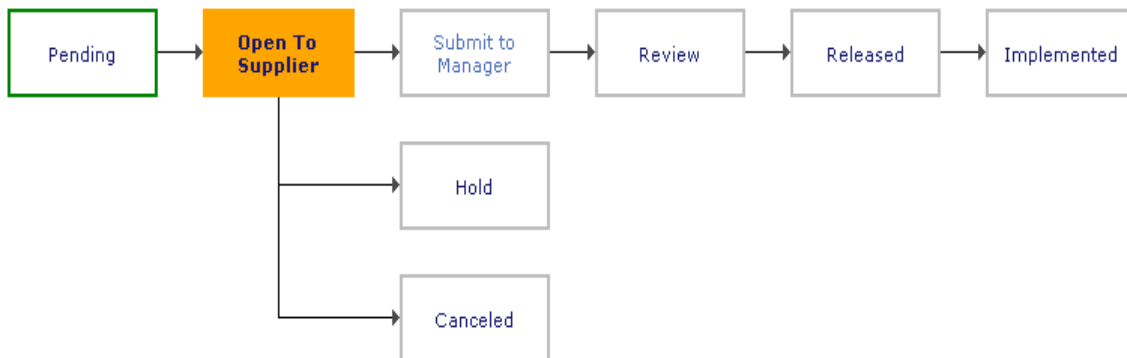 Pending
Open To
Supplier
Submit to
Manager
Review
Released
Implemented
Hold
Canceled